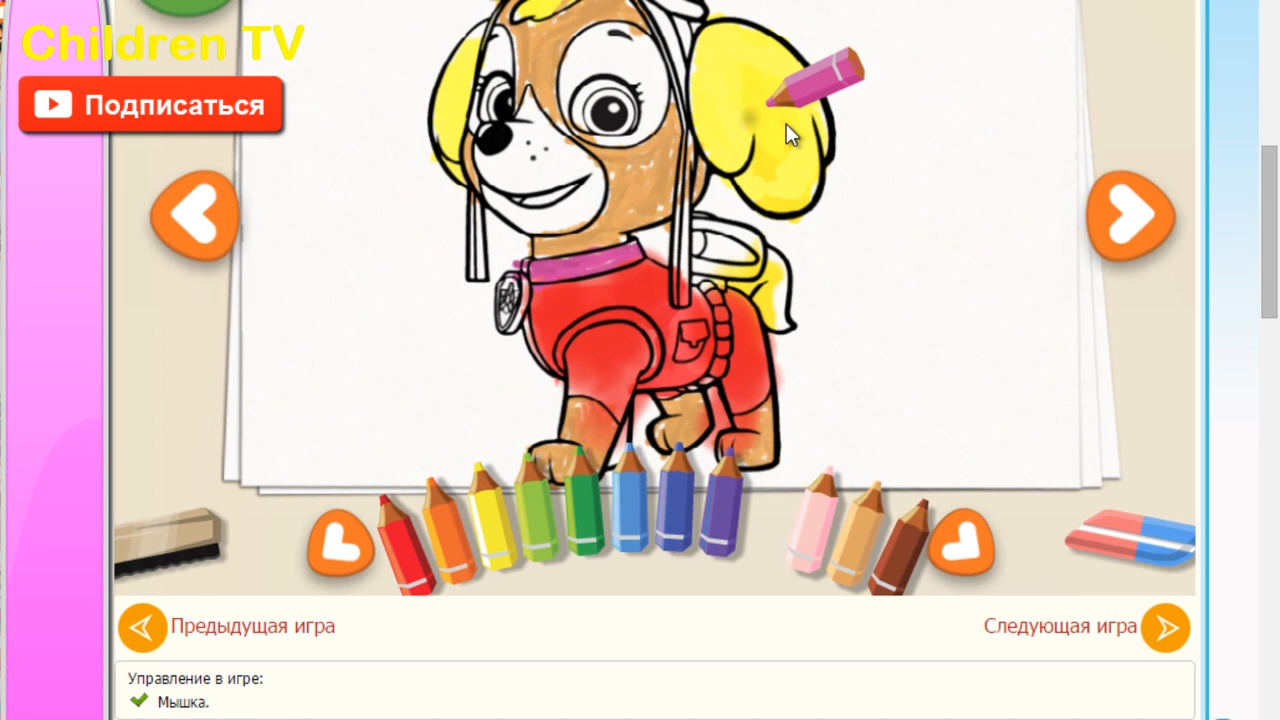 Children TV
Подписаться
Предыдущая игра
Следующая игра
Управление в игре:
Мышка.